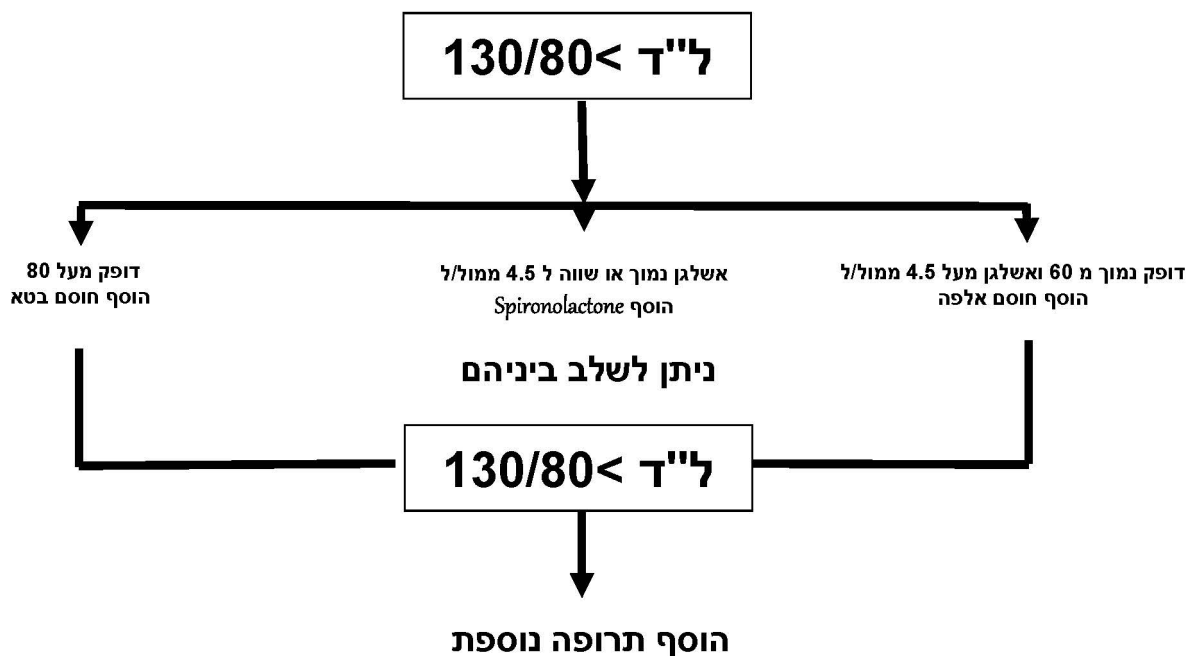 ל"ד >130/80
דופק נמוך מ 60 ואשלגן מעל 4.5 ממול/ל
הוסף חוסם אלפה
אשלגן נמוך או שווה ל 4.5 ממול/ל
הוסף Spironolactone
דופק מעל 80
הוסף חוסם בטא
ניתן לשלב ביניהם
ל"ד >130/80
הוסף תרופה נוספת